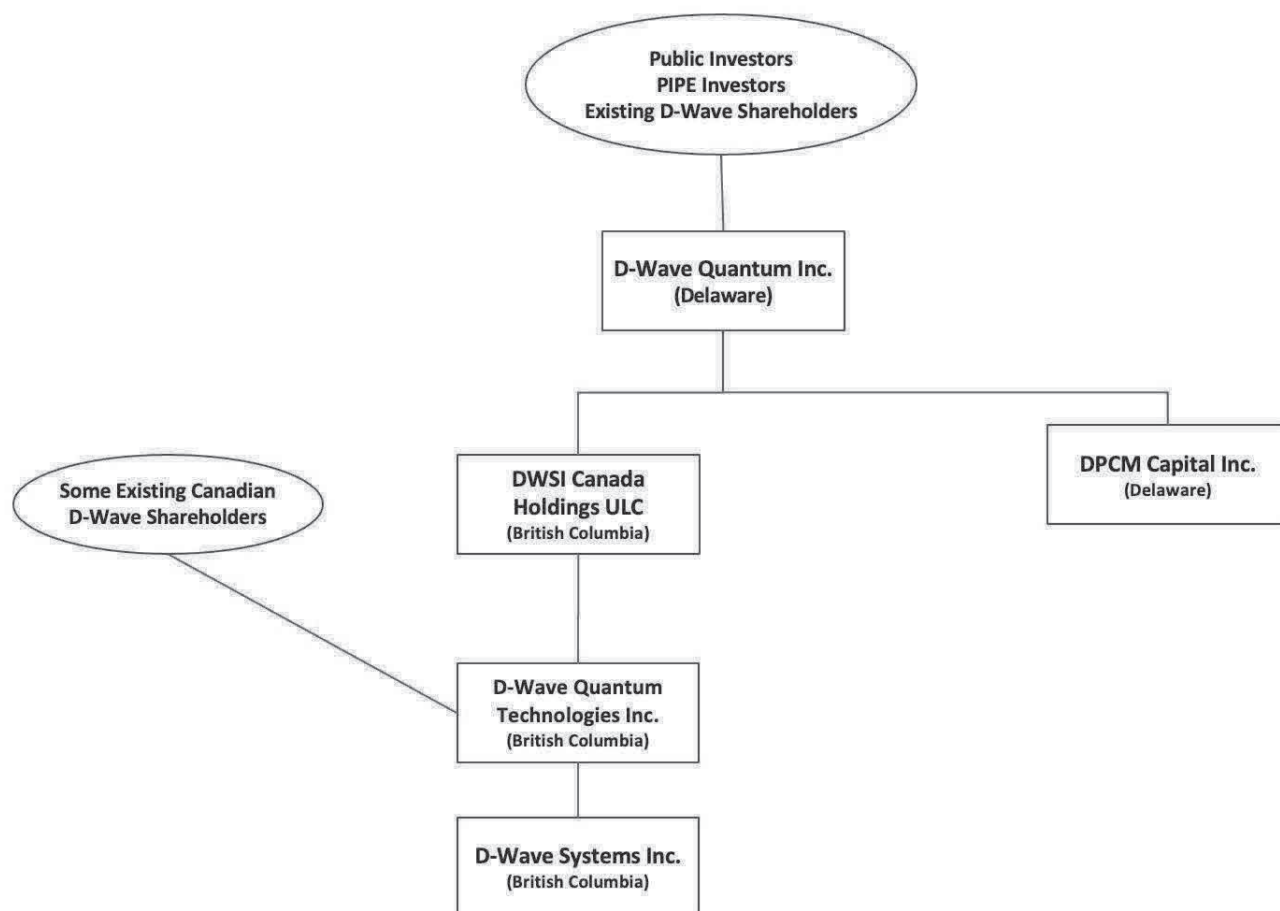 Public Investors
PIPE Investors
Existing D-Wave Shareholders
D-Wave Quantum Inc.
(Delaware)
DWSI Canada
Holdings ULC
(British Columbia)
DPCM Capital Inc.
(Delaware)
Some Existing Canadian
D-Wave Shareholders
D-Wave Quantum
Technologies Inc.
(British Columbia)
D-Wave Systems Inc.
(British Columbia)